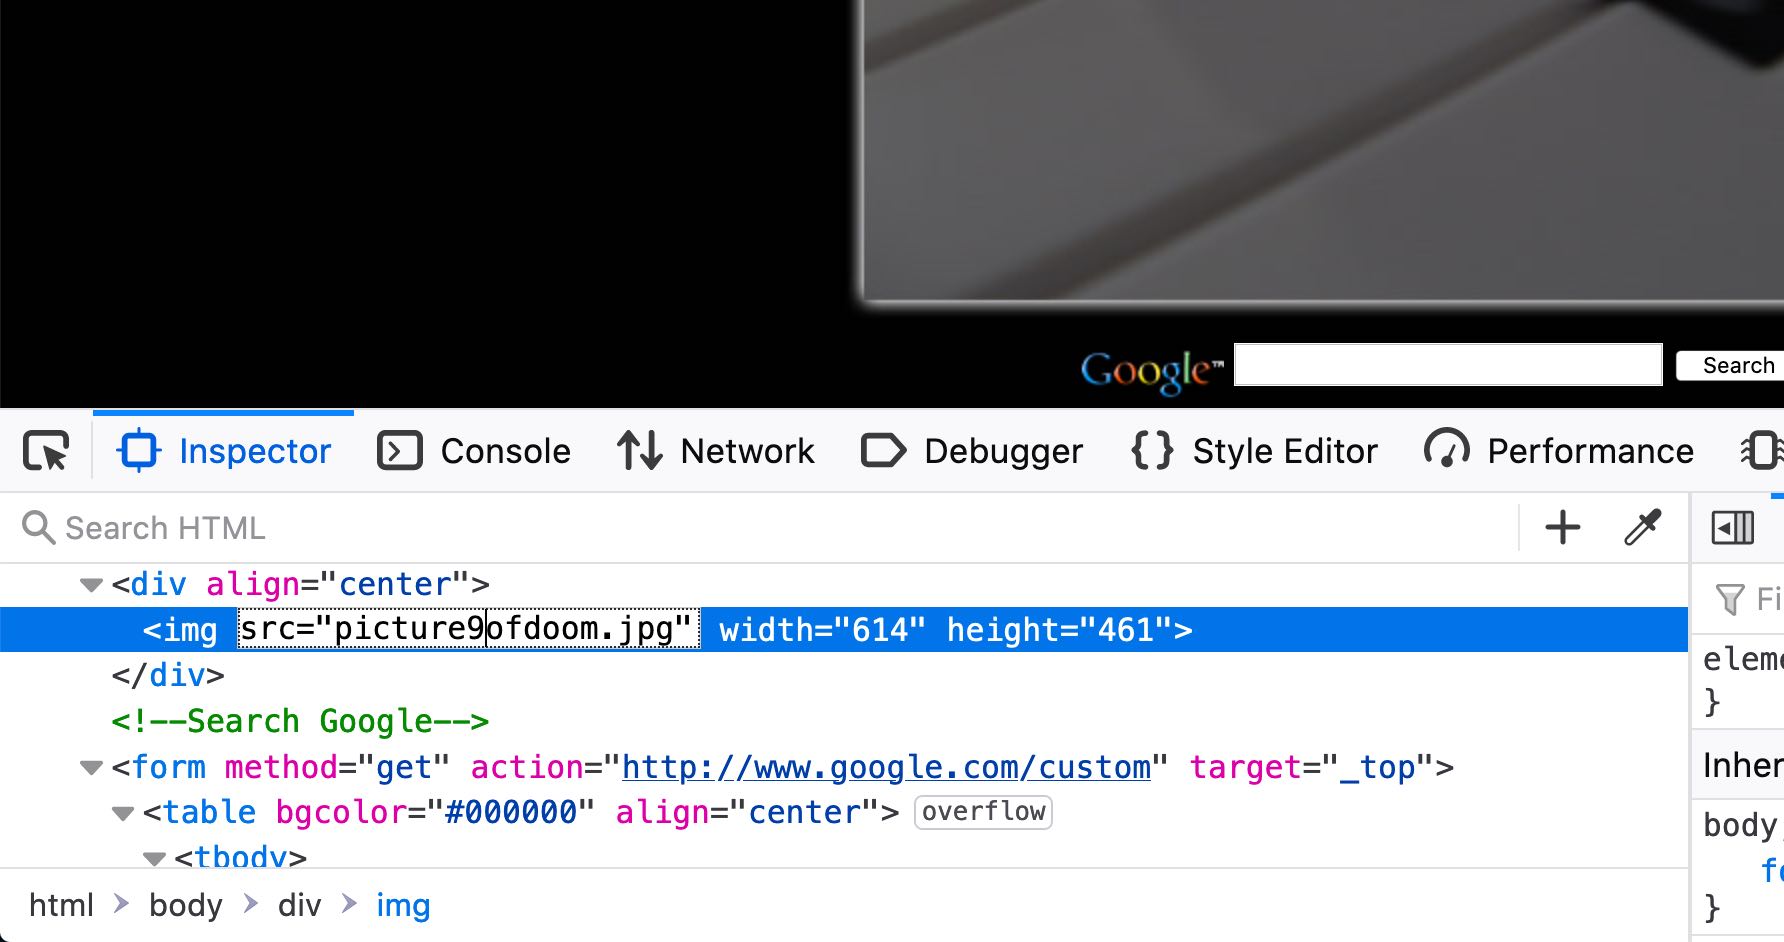 Google™ Search
Inspector Console Network Debugger Style Editor Performance
Search HTML
<div align="center">
<img src="picture9ofdoom.jpg" width="614" height="461">
</div>
<!--Search Google-->
<form method="get" action="http://www.google.com/custom" target="_top">
<table bgcolor="#000000" align="center"> overflow
<tbody>
html body div img
Fi
eleme
}
Inher
body,
fo
}